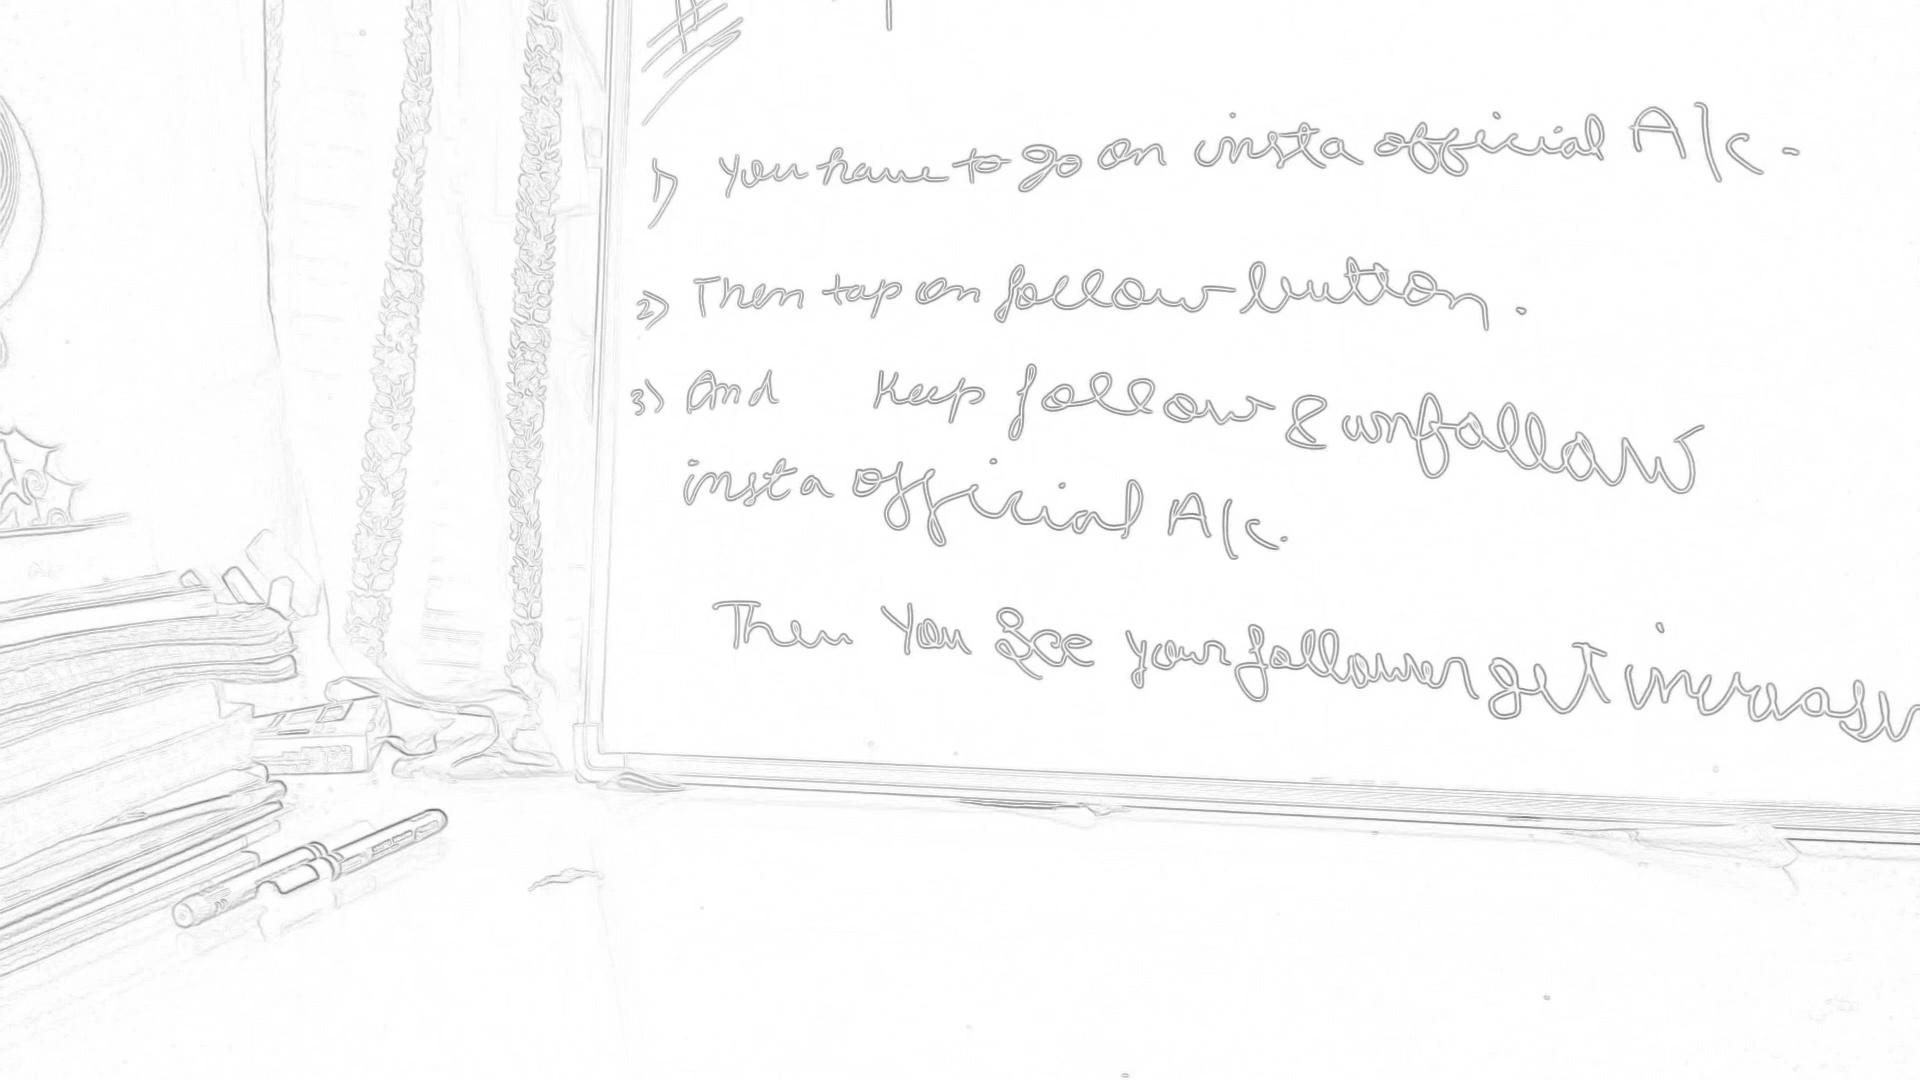 1) You have to go on insta official A/c.
2) Then tap on follow button.
3) And Keep follow & unfollow
insta official A/c.
Then You See your follower get